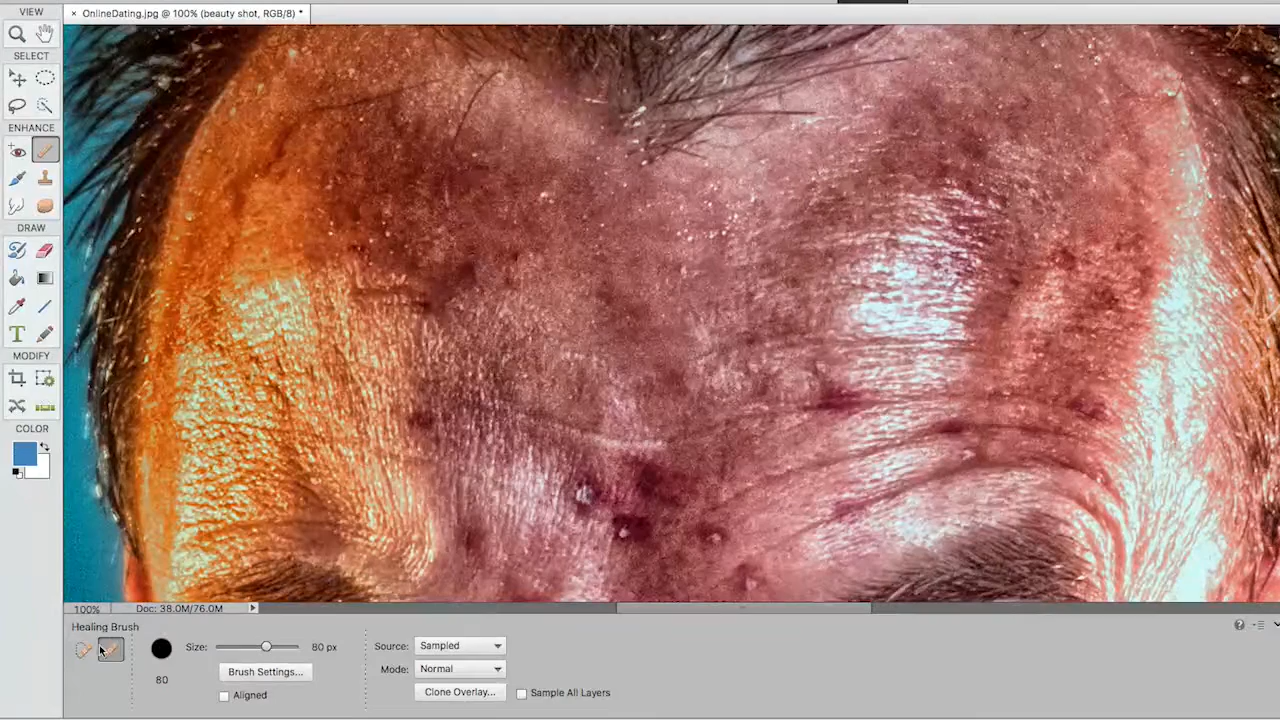 VIEW
× OnlineDating.jpg @ 100% (beauty shot, RGB/8) *
SELECT
ENHANCE
DRAW
T
MODIFY
COLOR
100% Doc: 38.0M/76.0M
Healing Brush
Size: 80 px
80
Brush Settings...
Aligned
Source: Sampled
Mode: Normal
Clone Overlay...
Sample All Layers
?